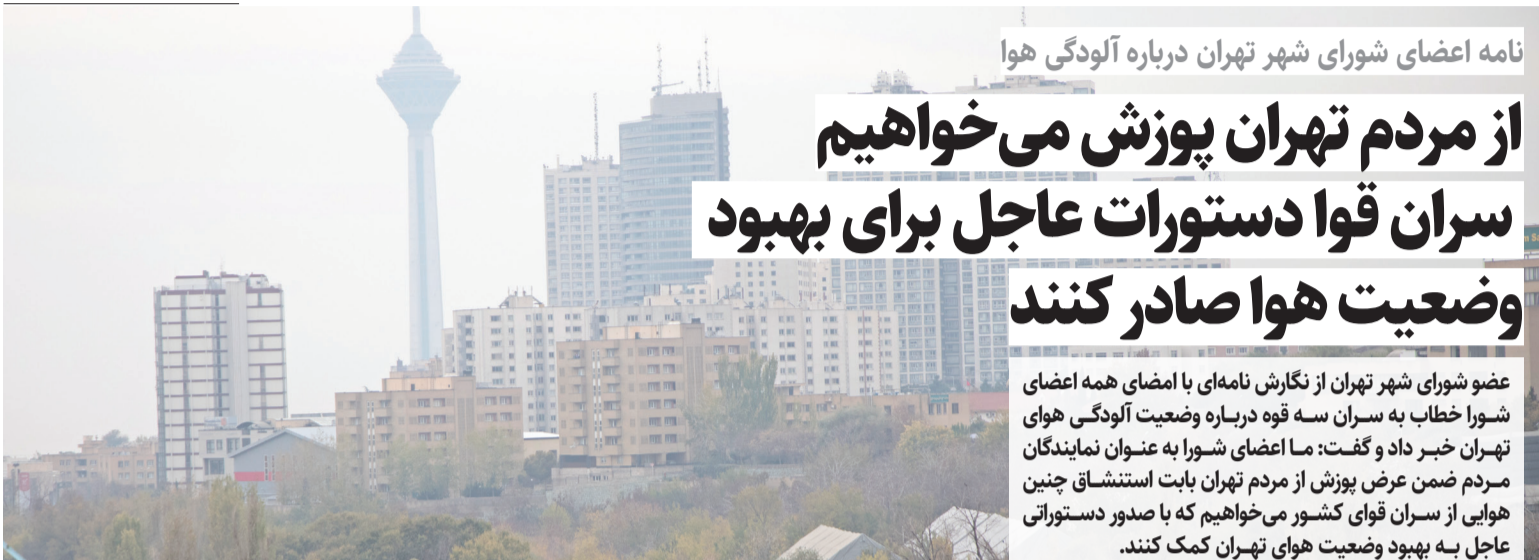 نامه اعضای شورای شهر تهران درباره آلودگی هوا
از مردم تهران پوزش می‌خواهیم
سران قوا دستورات عاجل برای بهبود
وضعیت هوا صادر کنند
عضو شورای شهر تهران از نگارش نامه‌ای با امضای همه اعضای
شورا خطاب به سران سه قوه درباره وضعیت آلودگی هوای
تهران خبر داد و گفت: ما اعضای شورا به عنوان نمایندگان
مردم ضمن عرض پوزش از مردم تهران بابت استنشاق چنین
هوایی از سران قوای کشور می‌خواهیم که با صدور دستوراتی
عاجل به بهبود وضعیت هوای تهران کمک کنند.